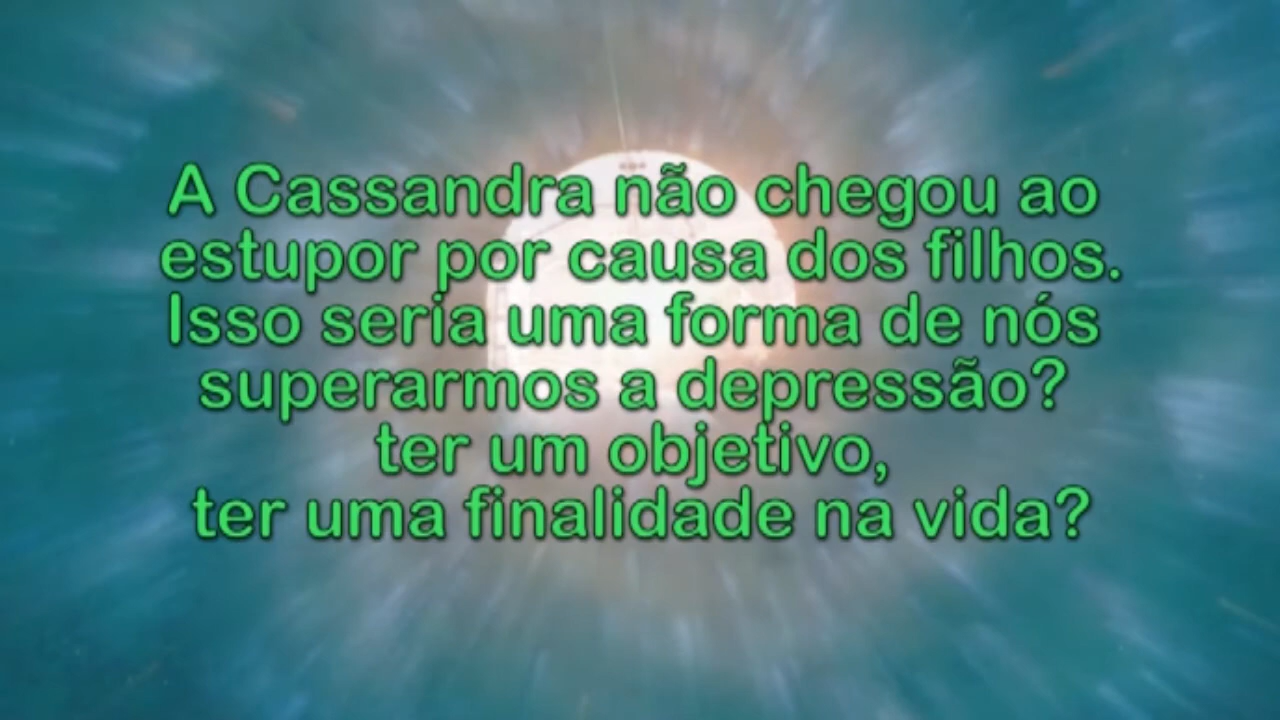 A Cassandra não chegou ao
estupor por causa dos filhos.
Isso seria uma forma de nós
superarmos a depressão?
ter um objetivo,
ter uma finalidade na vida?